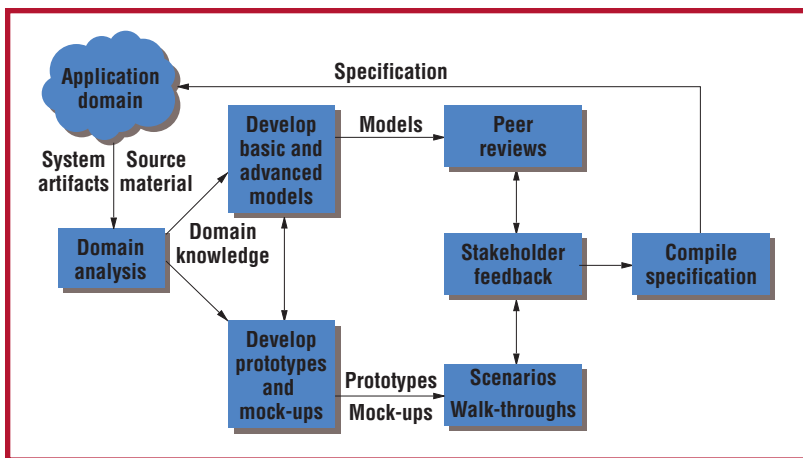 Specification
Application
domain
Develop
basic and
advanced
models
Models
Peer
reviews
System
artifacts
Source
material
Domain
analysis
Domain
knowledge
Stakeholder
feedback
Compile
specification
Develop
prototypes
and
mock-ups
Prototypes
Mock-ups
Scenarios
Walk-throughs